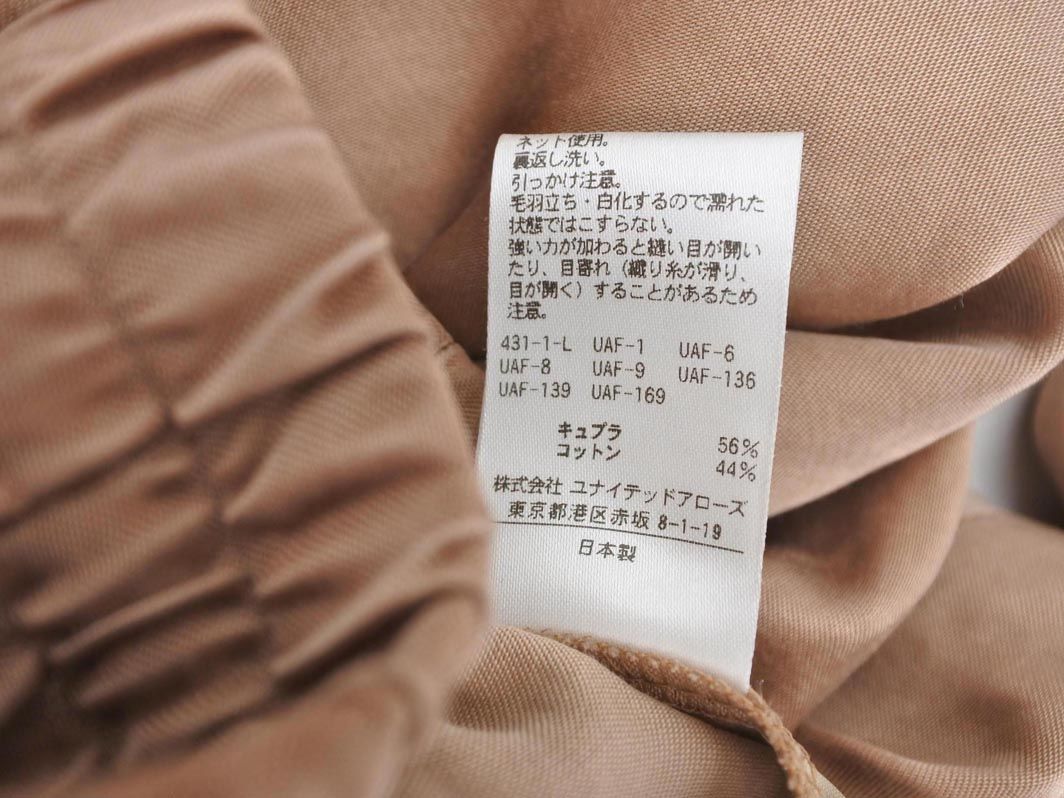 ネット使用。
裏返し洗い。
引っかけ注意。
毛羽立ち・白化するので濡れた
状態ではこすらない。
強い力が加わると縫い目が開い
たり、目寄れ（織り糸が滑り、
目が開く）することがあるため
注意。
431-1-L UAF-1 UAF-6
UAF-8 UAF-9 UAF-136
UAF-139 UAF-169
キュプラ 56%
コットン 44%
株式会社 ユナイテッドアローズ
東京都港区赤坂 8-1-19
日本製